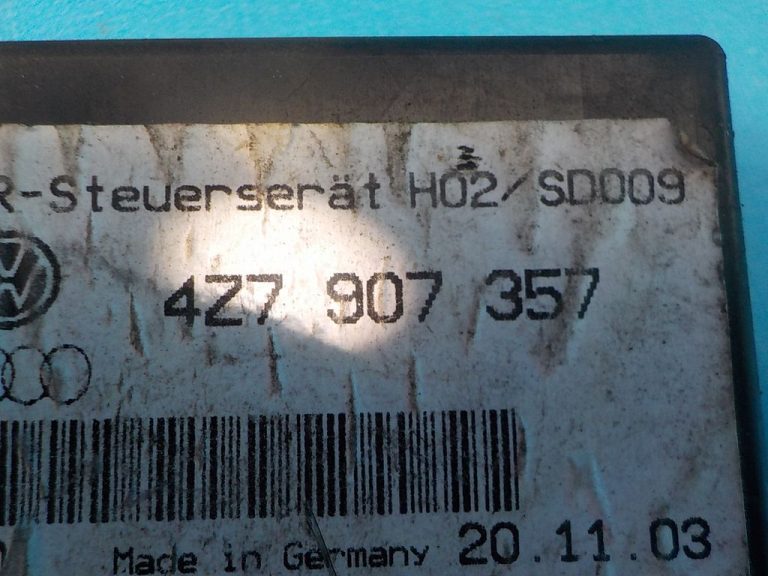 R-Steuerserät H02/SD009
4Z7 907 357
Made in Germany 20.11.03